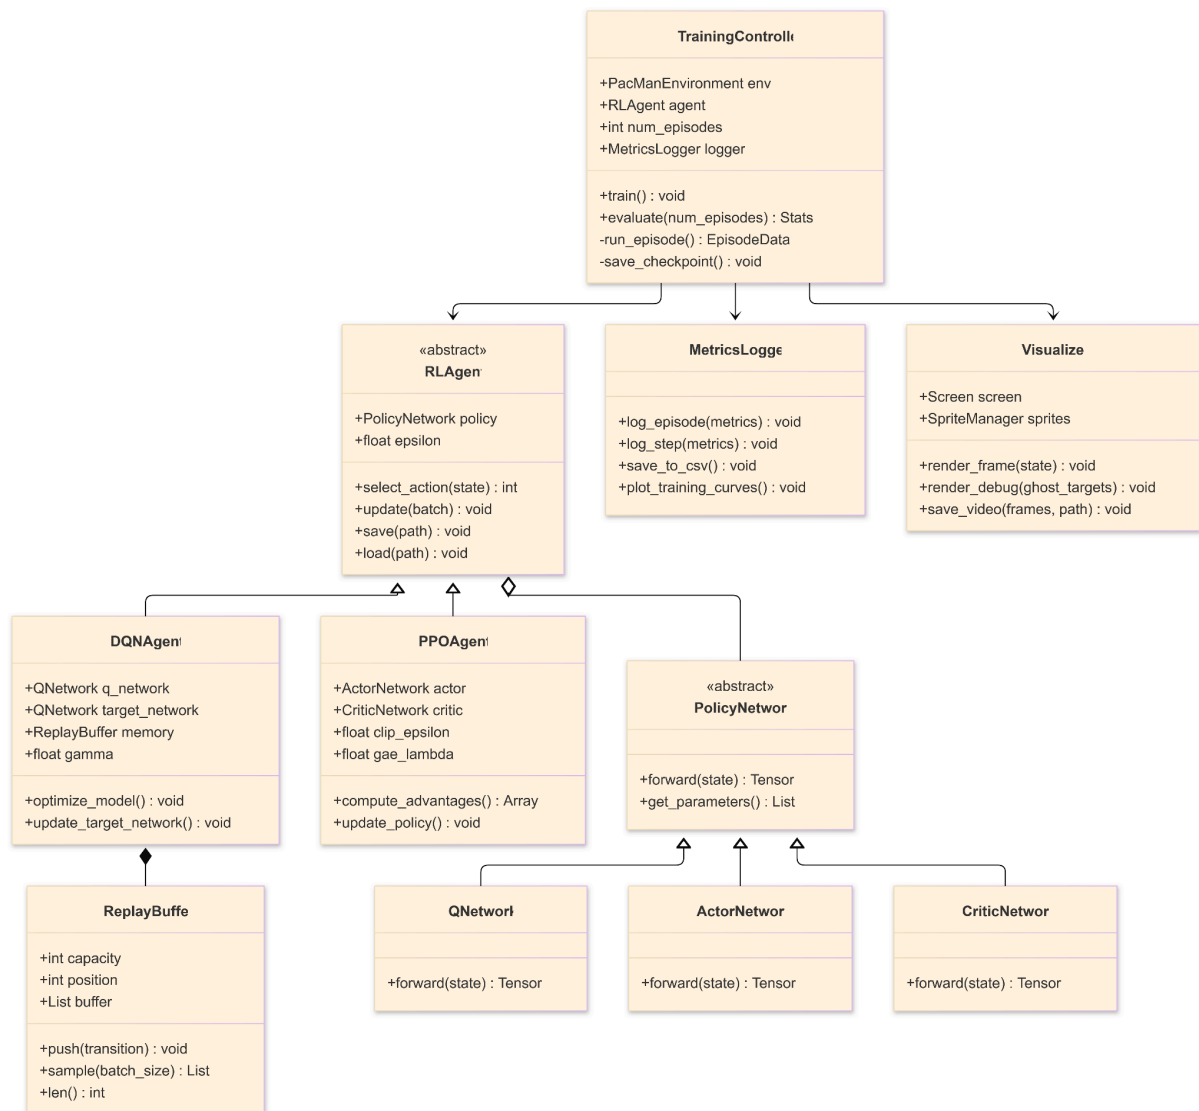 TrainingControll
+PacManEnvironment env
+RLAgent agent
+int num_episodes
+MetricsLogger logger
+train() : void
+evaluate(num_episodes) : Stats
-run_episode() : EpisodeData
-save_checkpoint() : void
«abstract»
RLAgen
+PolicyNetwork policy
+float epsilon
+select_action(state) : int
+update(batch) : void
+save(path) : void
+load(path) : void
MetricsLogge
+log_episode(metrics) : void
+log_step(metrics) : void
+save_to_csv() : void
+plot_training_curves() : void
Visualize
+Screen screen
+SpriteManager sprites
+render_frame(state) : void
+render_debug(ghost_targets) : void
+save_video(frames, path) : void
DQNAgent
+QNetwork q_network
+QNetwork target_network
+ReplayBuffer memory
+float gamma
+optimize_model() : void
+update_target_network() : void
PPOAgent
+ActorNetwork actor
+CriticNetwork critic
+float clip_epsilon
+float gae_lambda
+compute_advantages() : Array
+update_policy() : void
«abstract»
PolicyNetwor
+forward(state) : Tensor
+get_parameters() : List
ReplayBuffe
+int capacity
+int position
+List buffer
+push(transition) : void
+sample(batch_size) : List
+len() : int
QNetwork
+forward(state) : Tensor
ActorNetwor
+forward(state) : Tensor
CriticNetwor
+forward(state) : Tensor